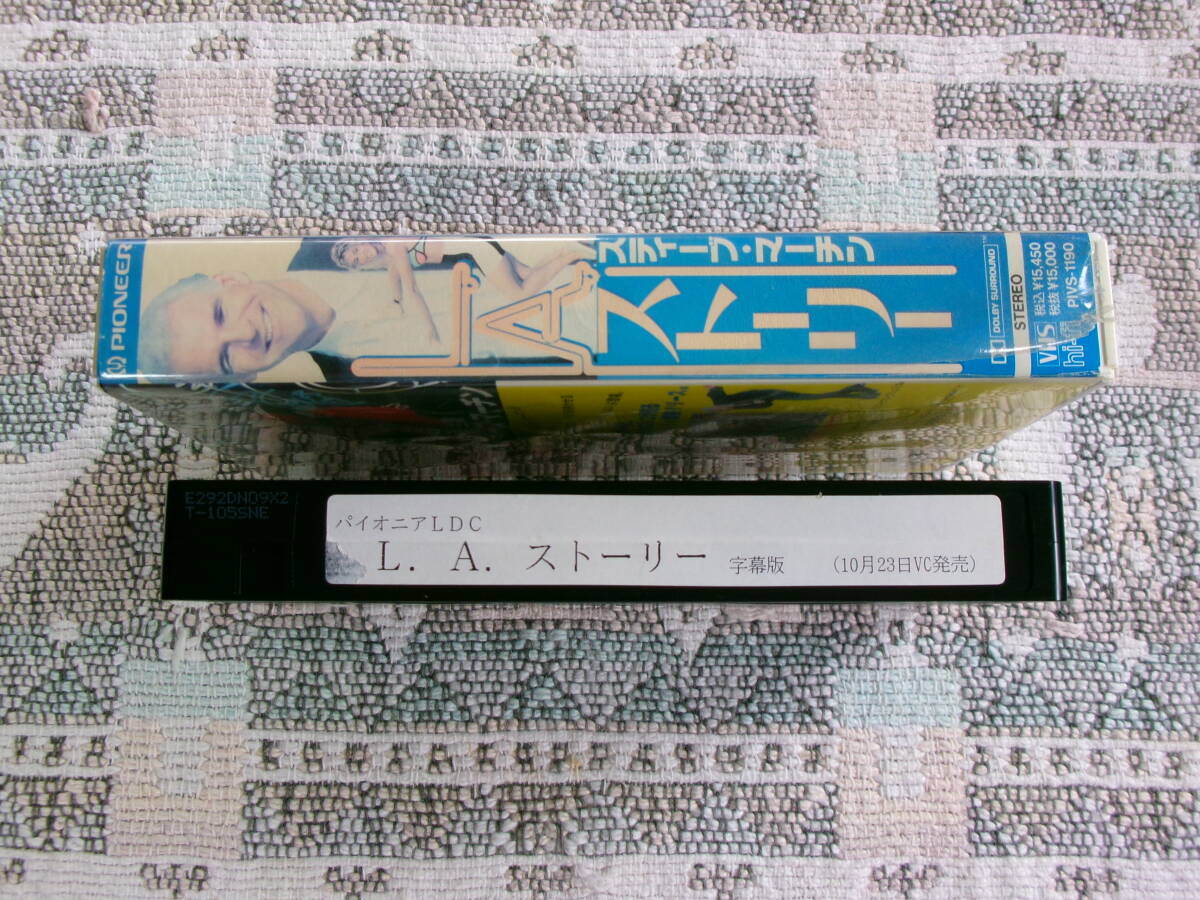 PIONEER
L.A.ストーリー
スティーブ・マーチン
DOLBY SURROUND
STEREO
VHS
hi-fi
税込¥15,450
税抜¥15,000
PIVS-1190
E292DN09X2
T-105SNE
パイオニアLDC
L. A. ストーリー 字幕版 (10月23日VC発売)